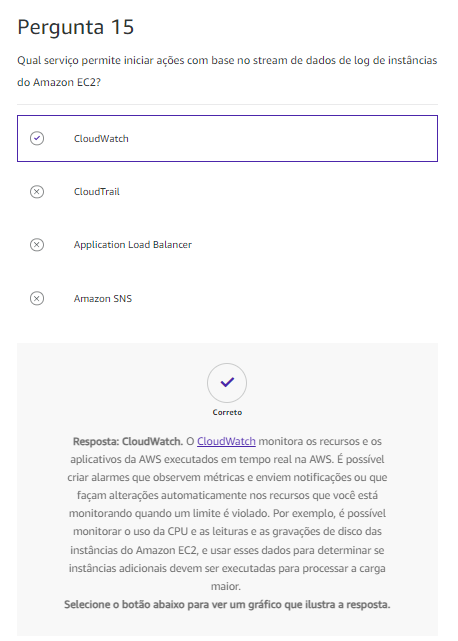 Pergunta 15
Qual serviço permite iniciar ações com base no stream de dados de log de instâncias
do Amazon EC2?
CloudWatch
CloudTrail
Application Load Balancer
Amazon SNS
Correto
Resposta: CloudWatch. O CloudWatch monitora os recursos e os
aplicativos da AWS executados em tempo real na AWS. É possível
criar alarmes que observem métricas e enviem notificações ou que
façam alterações automaticamente nos recursos que você está
monitorando quando um limite é violado. Por exemplo, é possível
monitorar o uso da CPU e as leituras e as gravações de disco das
instâncias do Amazon EC2, e usar esses dados para determinar se
instâncias adicionais devem ser executadas para processar a carga
maior.
Selecione o botão abaixo para ver um gráfico que ilustra a resposta.